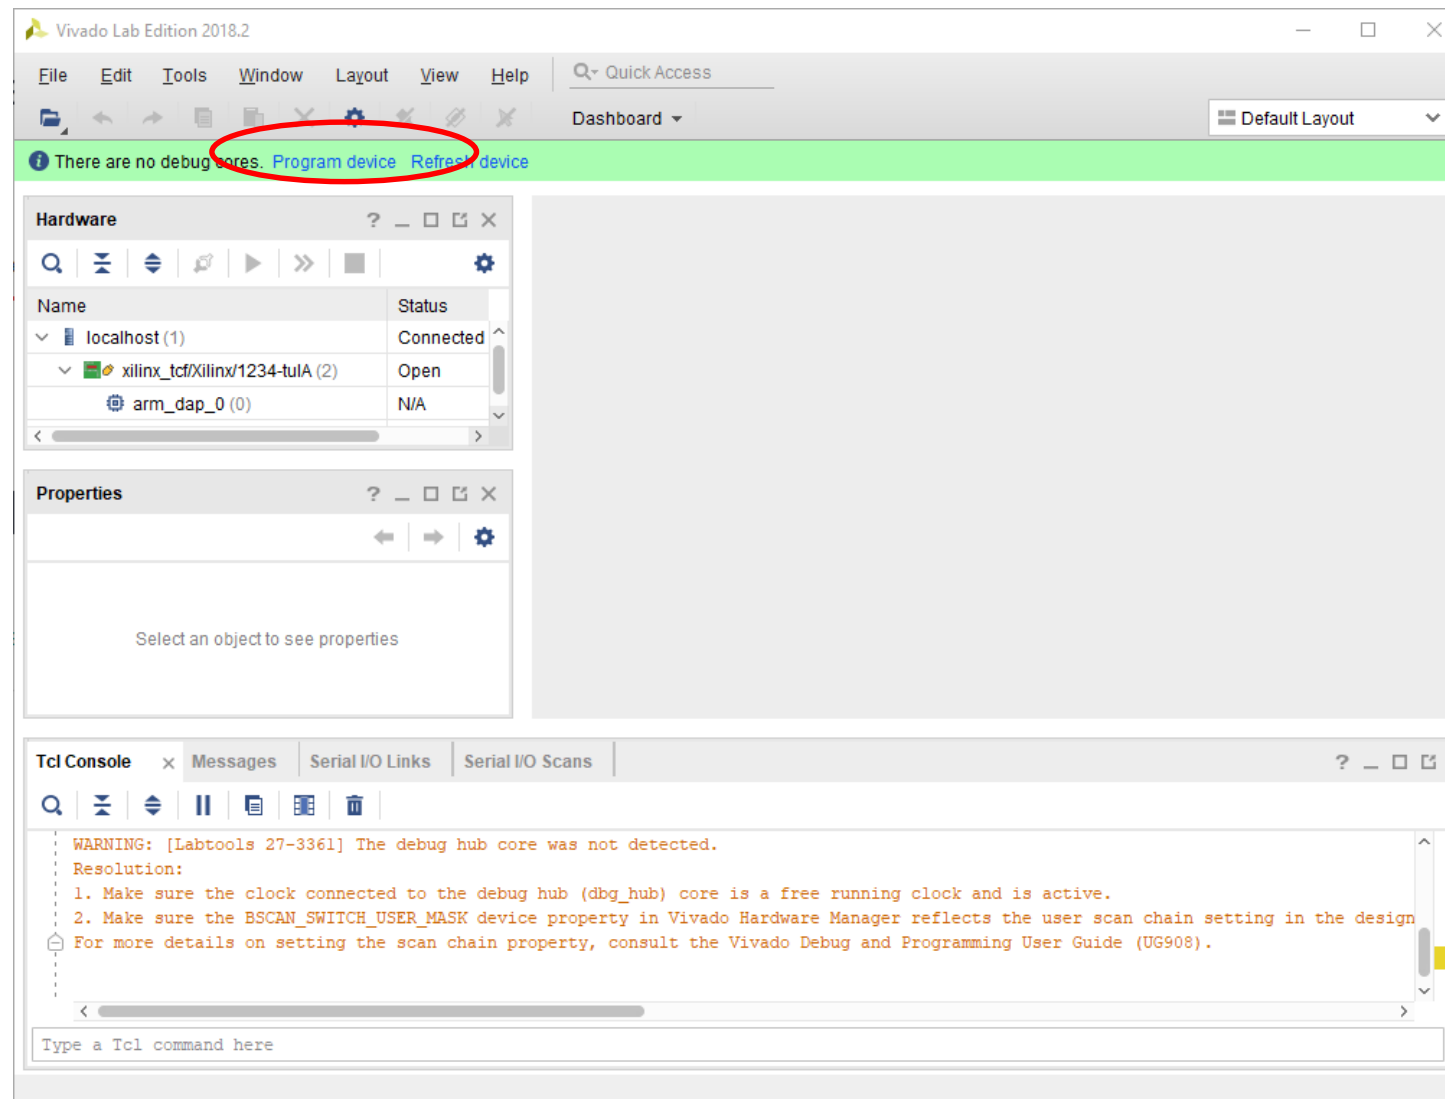 Vivado Lab Edition 2018.2
File Edit Tools Window Layout View Help Quick Access
Dashboard Default Layout
There are no debug cores. Program device Refresh device
Hardware
Name Status
localhost (1) Connected
xilinx_tcf/Xilinx/1234-tulA (2) Open
arm_dap_0 (0) N/A
Properties
Select an object to see properties
Tcl Console Messages Serial I/O Links Serial I/O Scans
WARNING: [Labtools 27-3361] The debug hub core was not detected.
Resolution:
1. Make sure the clock connected to the debug hub (dbg_hub) core is a free running clock and is active.
2. Make sure the BSCAN_SWITCH_USER_MASK device property in Vivado Hardware Manager reflects the user scan chain setting in the design
For more details on setting the scan chain property, consult the Vivado Debug and Programming User Guide (UG908).
Type a Tcl command here